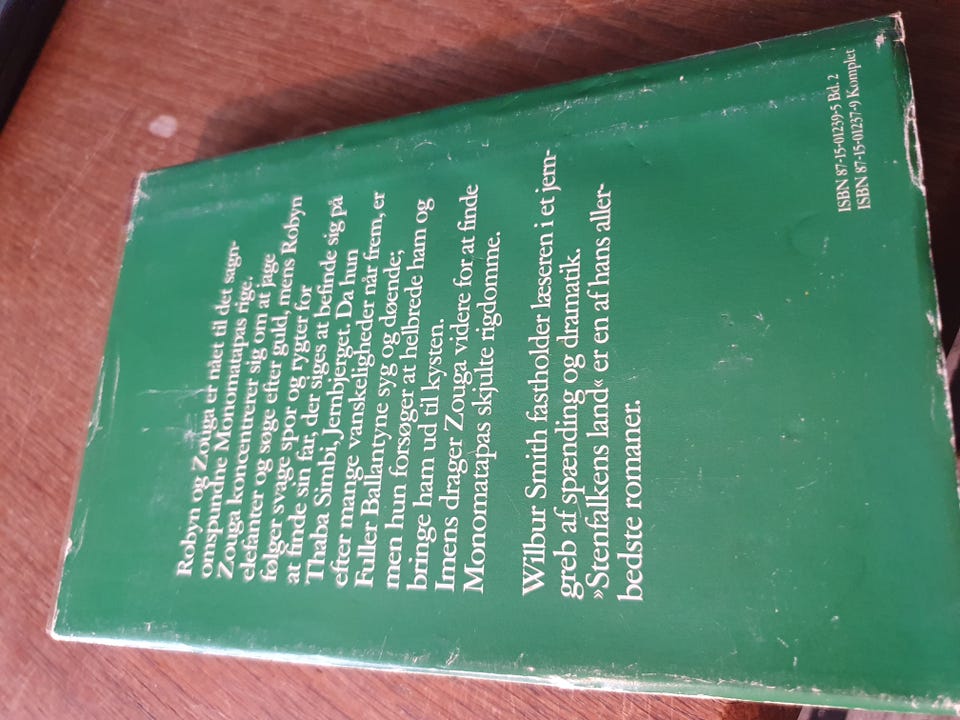 Robyn og Zouga er nået til det sagn-
omspundne Monomatapas rige.
Zouga koncentrerer sig om at jage
elefanter og søge efter guld, mens Robyn
følger svage spor og rygter for
at finde sin far, der siges at befinde sig på
Thaba Simbi, Jernbjerget. Da hun
efter mange vanskeligheder når frem, er
Fuller Ballantyne syg og døende;
men hun forsøger at helbrede ham og
bringe ham ud til kysten.
Imens drager Zouga videre for at finde
Monomatapas skjulte rigdomme.
Wilbur Smith fastholder læseren i et jern-
greb af spænding og dramatik.
»Stenfalkens land« er en af hans aller-
bedste romaner.
ISBN 87-15-01239-5 Bd. 2
ISBN 87-15-01237-9 Komplet